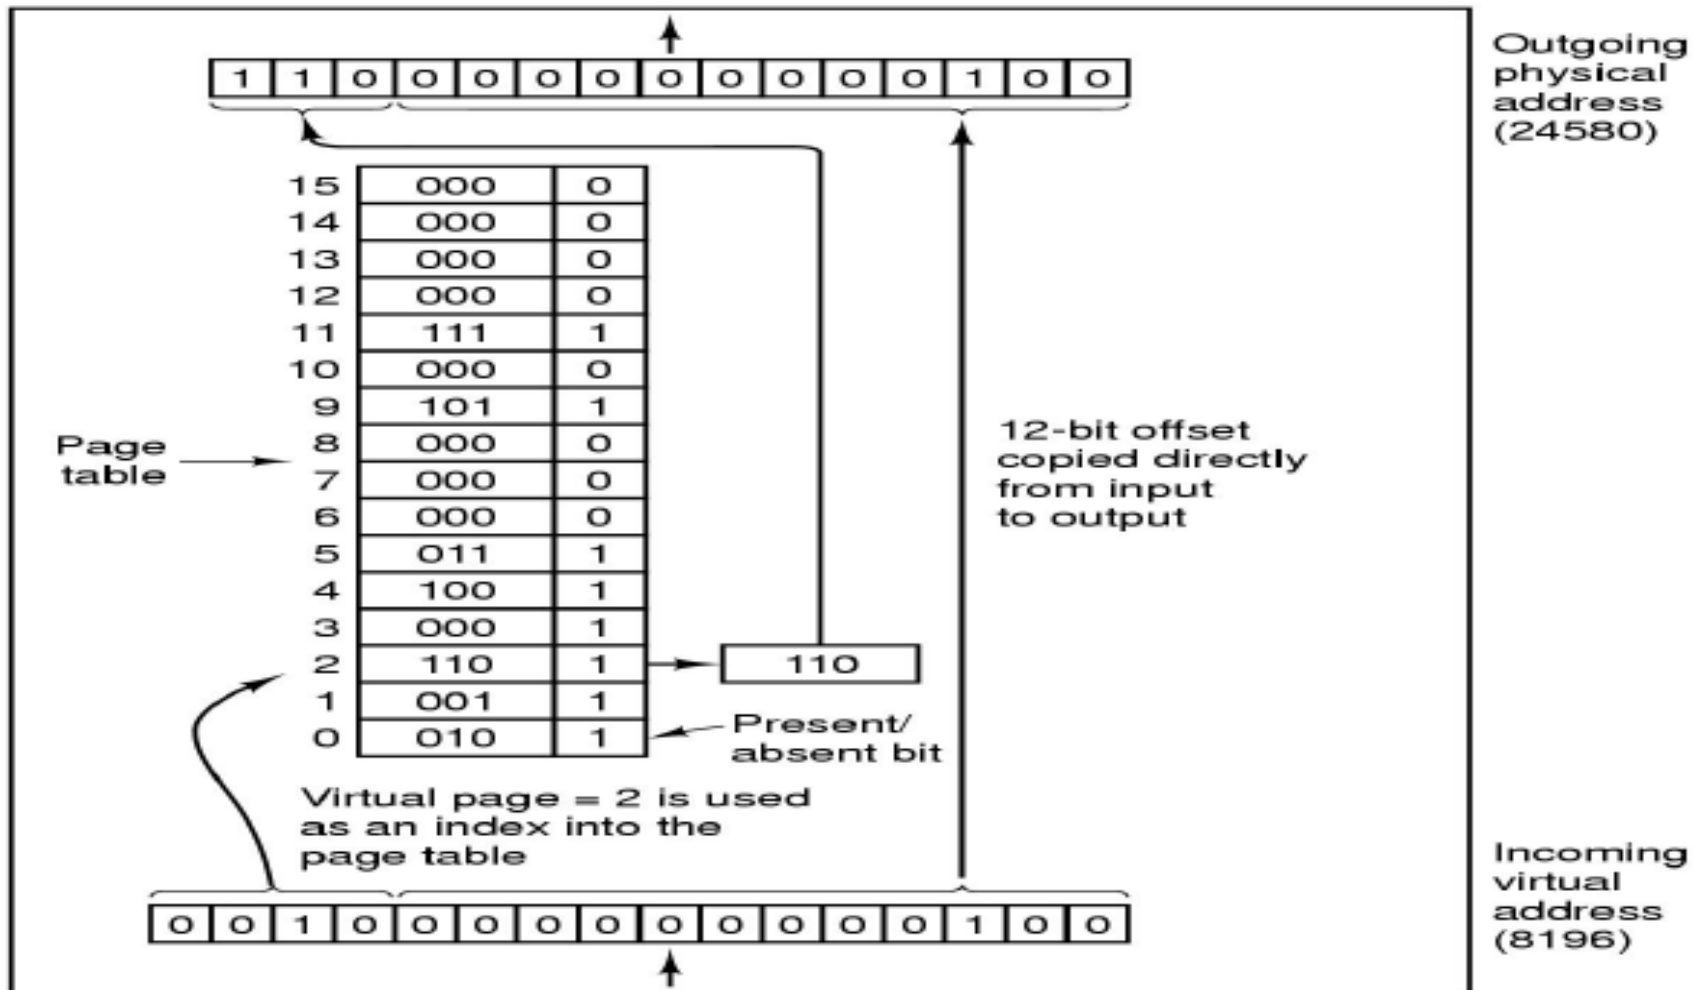 1 1 0 0 0 0 0 0 0 0 0 0 1 0 0
Outgoing
physical
address
(24580)
15 000 0
14 000 0
13 000 0
12 000 0
11 111 1
10 000 0
9 101 1
8 000 0
7 000 0
6 000 0
5 011 1
4 100 1
3 000 1
2 110 1
1 001 1
0 010 1
Page
table
110
Present/
absent bit
12-bit offset
copied directly
from input
to output
Virtual page = 2 is used
as an index into the
page table
0 0 1 0 0 0 0 0 0 0 0 0 0 1 0 0
Incoming
virtual
address
(8196)